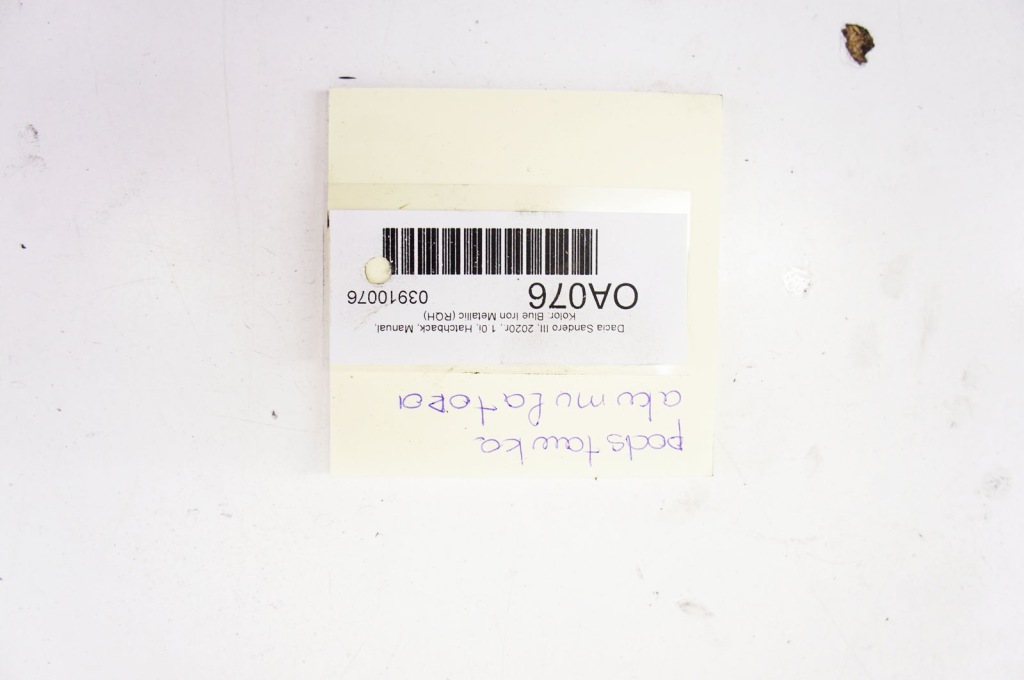 podstawka
akumulatora
Dacia Sandero III, 2020r., 1.0i, Hatchback, Manual,
Kolor: Blue Iron Metallic (RQH)
OA076 03910076